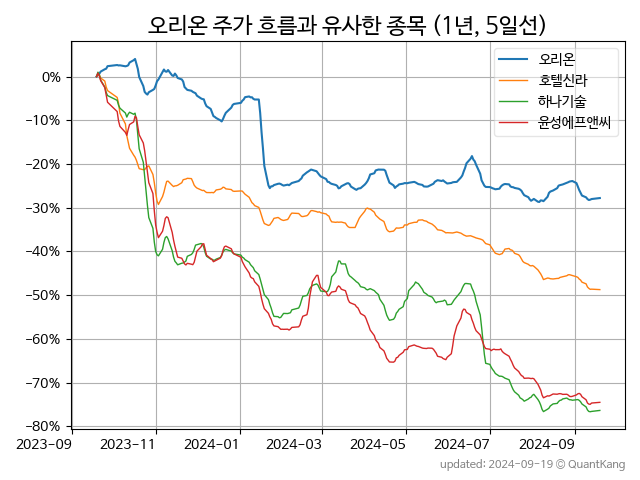 오리온 주가 흐름과 유사한 종목 (1년, 5일선)
오리온
호텔신라
하나기술
윤성에프앤씨
0%
-10%
-20%
-30%
-40%
-50%
-60%
-70%
-80%
2023-09 2023-11 2024-01 2024-03 2024-05 2024-07 2024-09
updated: 2024-09-19 @ QuantKang